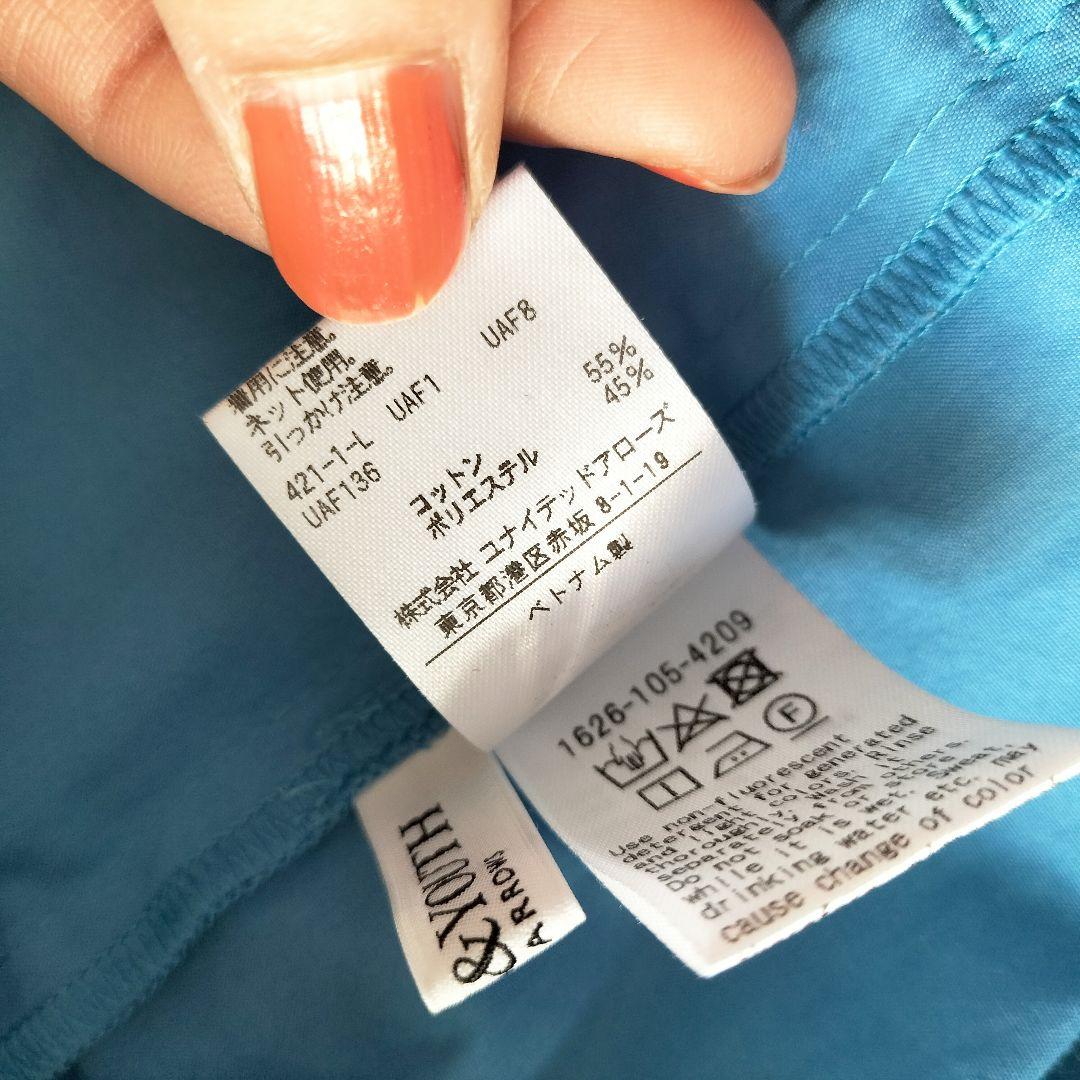 着用に注意。
ネット使用。
引っかけ注意。
421-1-L UAF1 UAF8
UAF136
コットン 55%
ポリエステル 45%
株式会社 ユナイテッドアローズ
東京都港区赤坂 8-1-19
ベトナム製
1626-105-4209
F
Use non-fluorescent
detergent for generated
and light colors. Rinse
thoroughly. Wash others.
separately, from store
Do not soak or
while it is wet. Sweat,
drinking water etc. may
cause change of color
& YOUTH
ARROWS